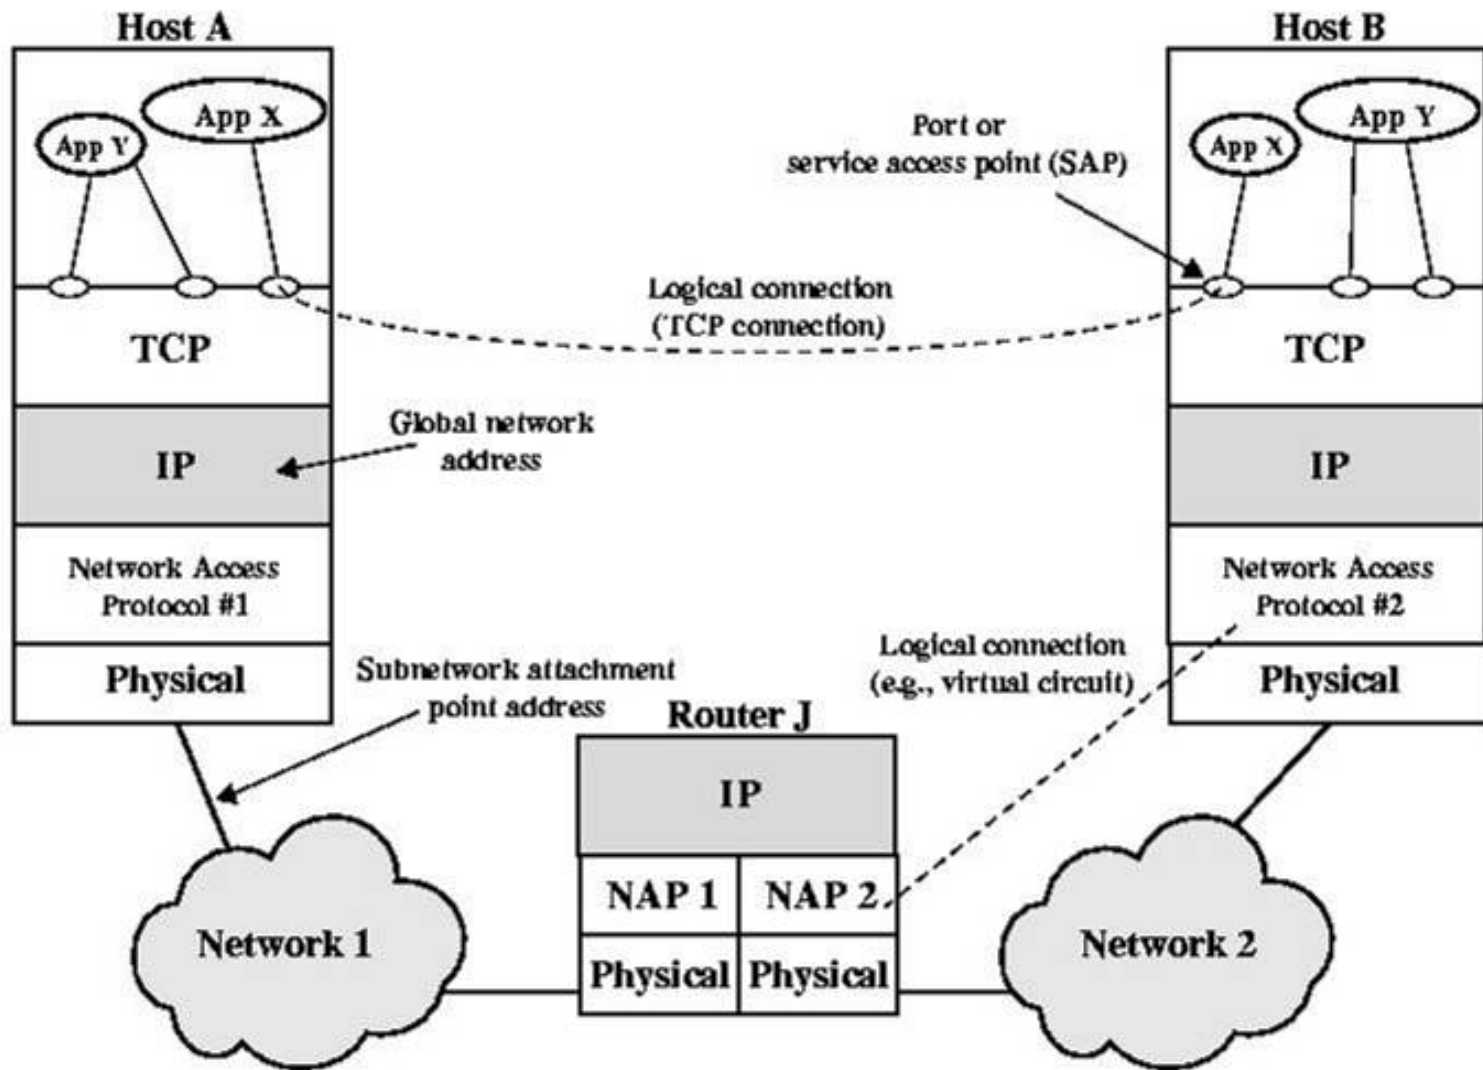 Host A
Host B
App X
App Y
App Y
App X
Port or
service access point (SAP)
Logical connection
(TCP connection)
TCP
TCP
Global network
address
IP
IP
Network Access
Protocol #1
Network Access
Protocol #2
Logical connection
(e.g., virtual circuit)
Subnetwork attachment
point address
Physical
Physical
Router J
IP
NAP 1
NAP 2
Network 1
Network 2
Physical
Physical